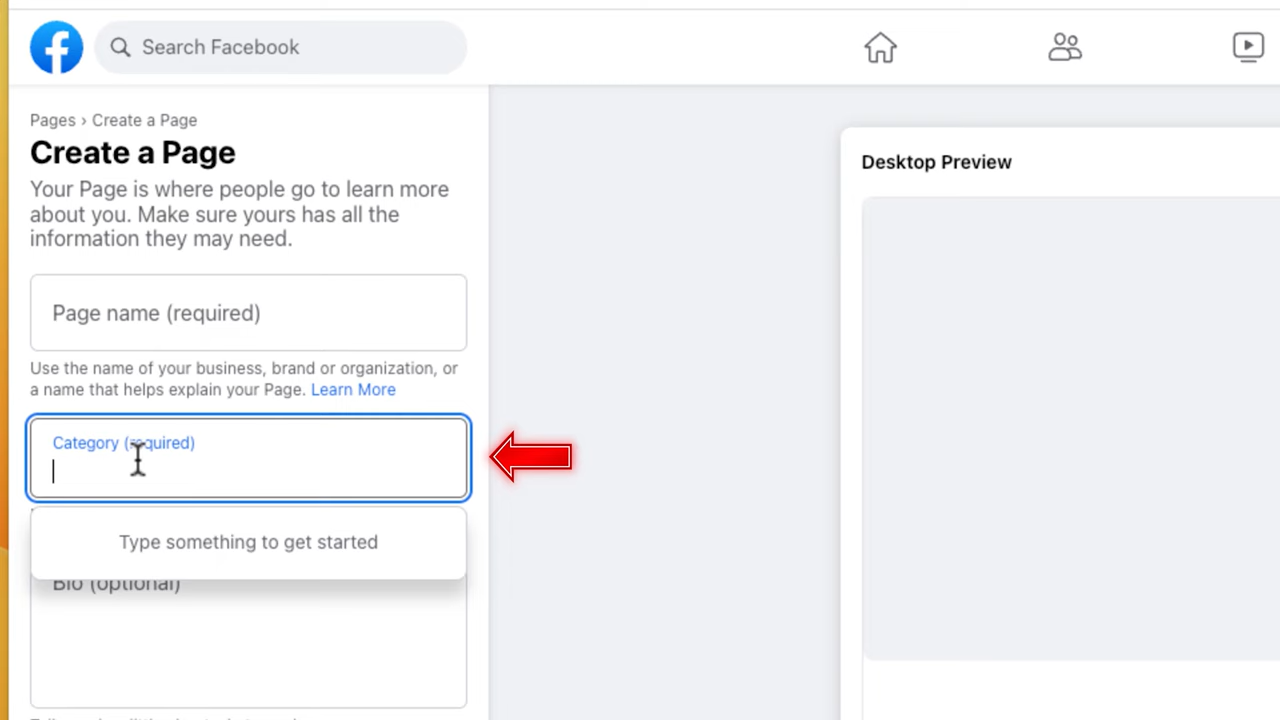 Search Facebook
Pages › Create a Page
Create a Page
Your Page is where people go to learn more
about you. Make sure yours has all the
information they may need.
Page name (required)
Use the name of your business, brand or organization, or
a name that helps explain your Page. Learn More
Category (required)
Type something to get started
Bio (optional)
Desktop Preview